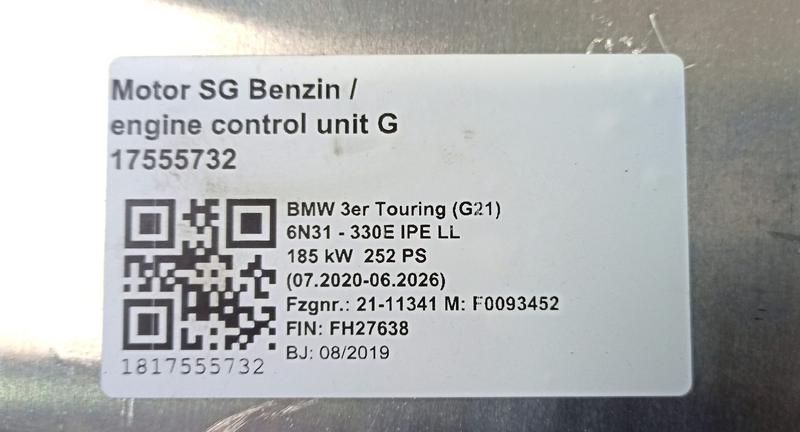 Motor SG Benzin /
engine control unit G
17555732
BMW 3er Touring (G21)
6N31 - 330E IPE LL
185 kW 252 PS
(07.2020-06.2026)
Fzgnr.: 21-11341 M: F0093452
FIN: FH27638
BJ: 08/2019
1817555732